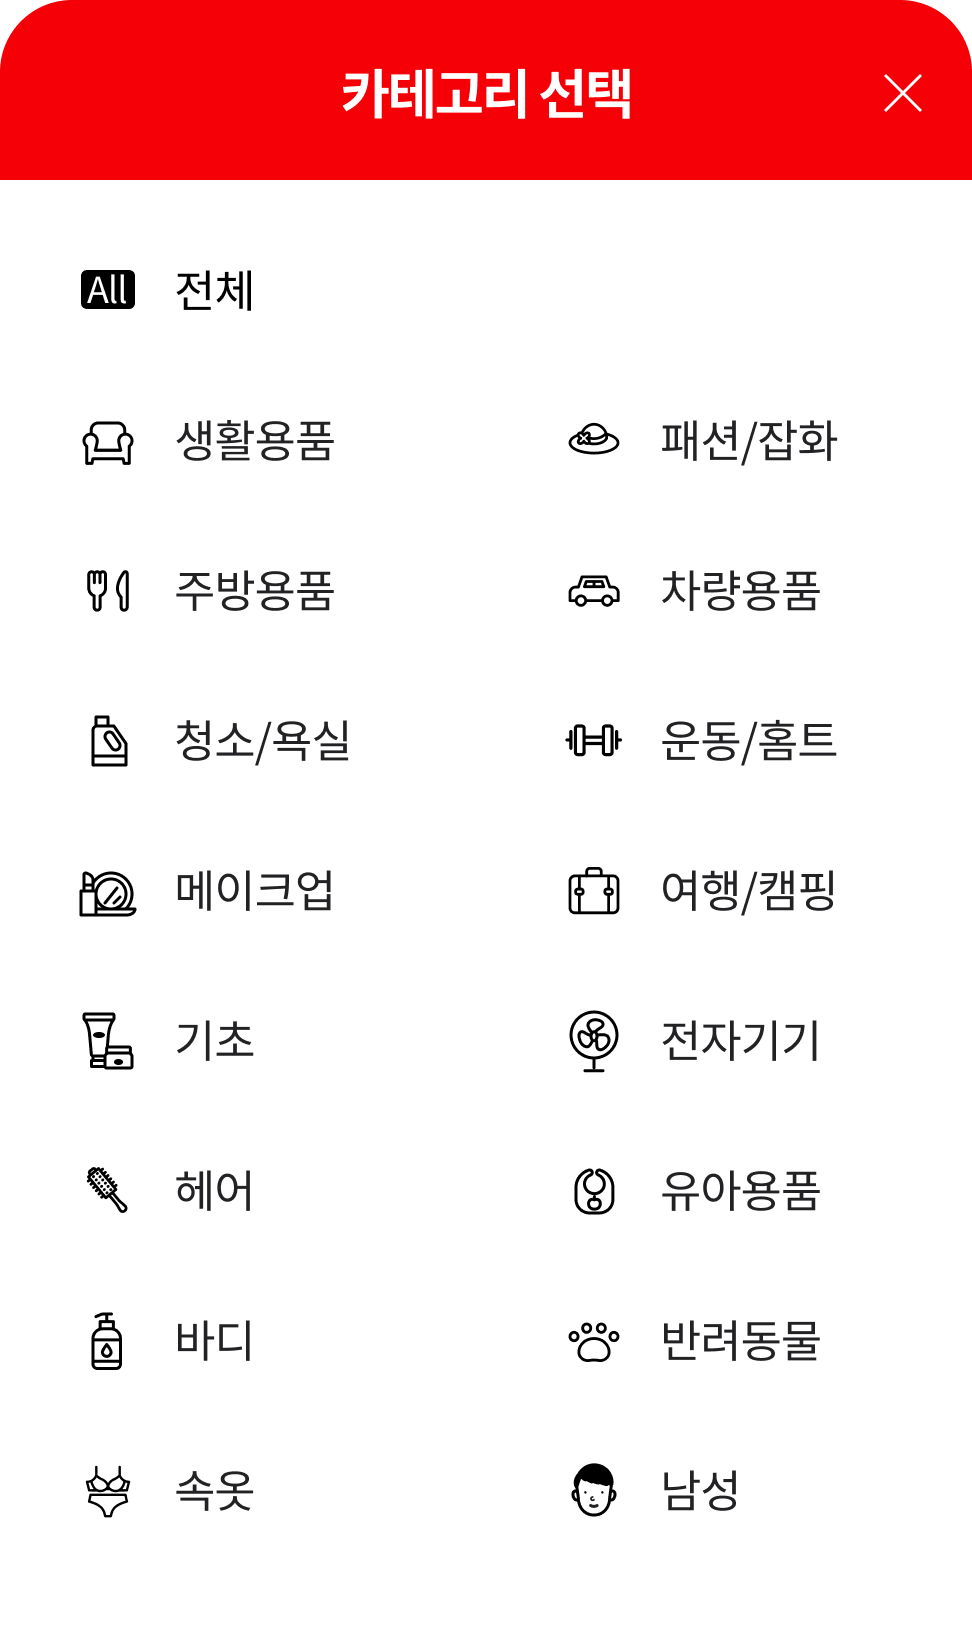 카테고리 선택
All 전체
생활용품 패션/잡화
주방용품 차량용품
청소/욕실 운동/홈트
메이크업 여행/캠핑
기초 전자기기
헤어 유아용품
바디 반려동물
속옷 남성